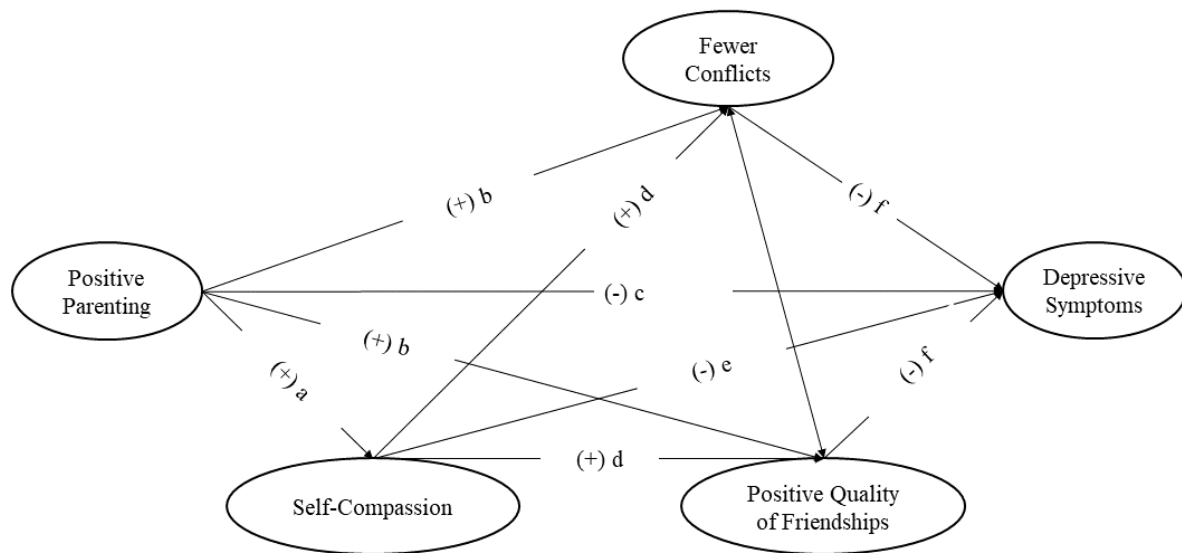 Fewer
Conflicts
(+) b
(+) d
(-) f
Positive
Parenting
(-) c
Depressive
Symptoms
(+) b
(-) e
(-) f
(+) a
(+) d
Self-Compassion
Positive Quality
of Friendships